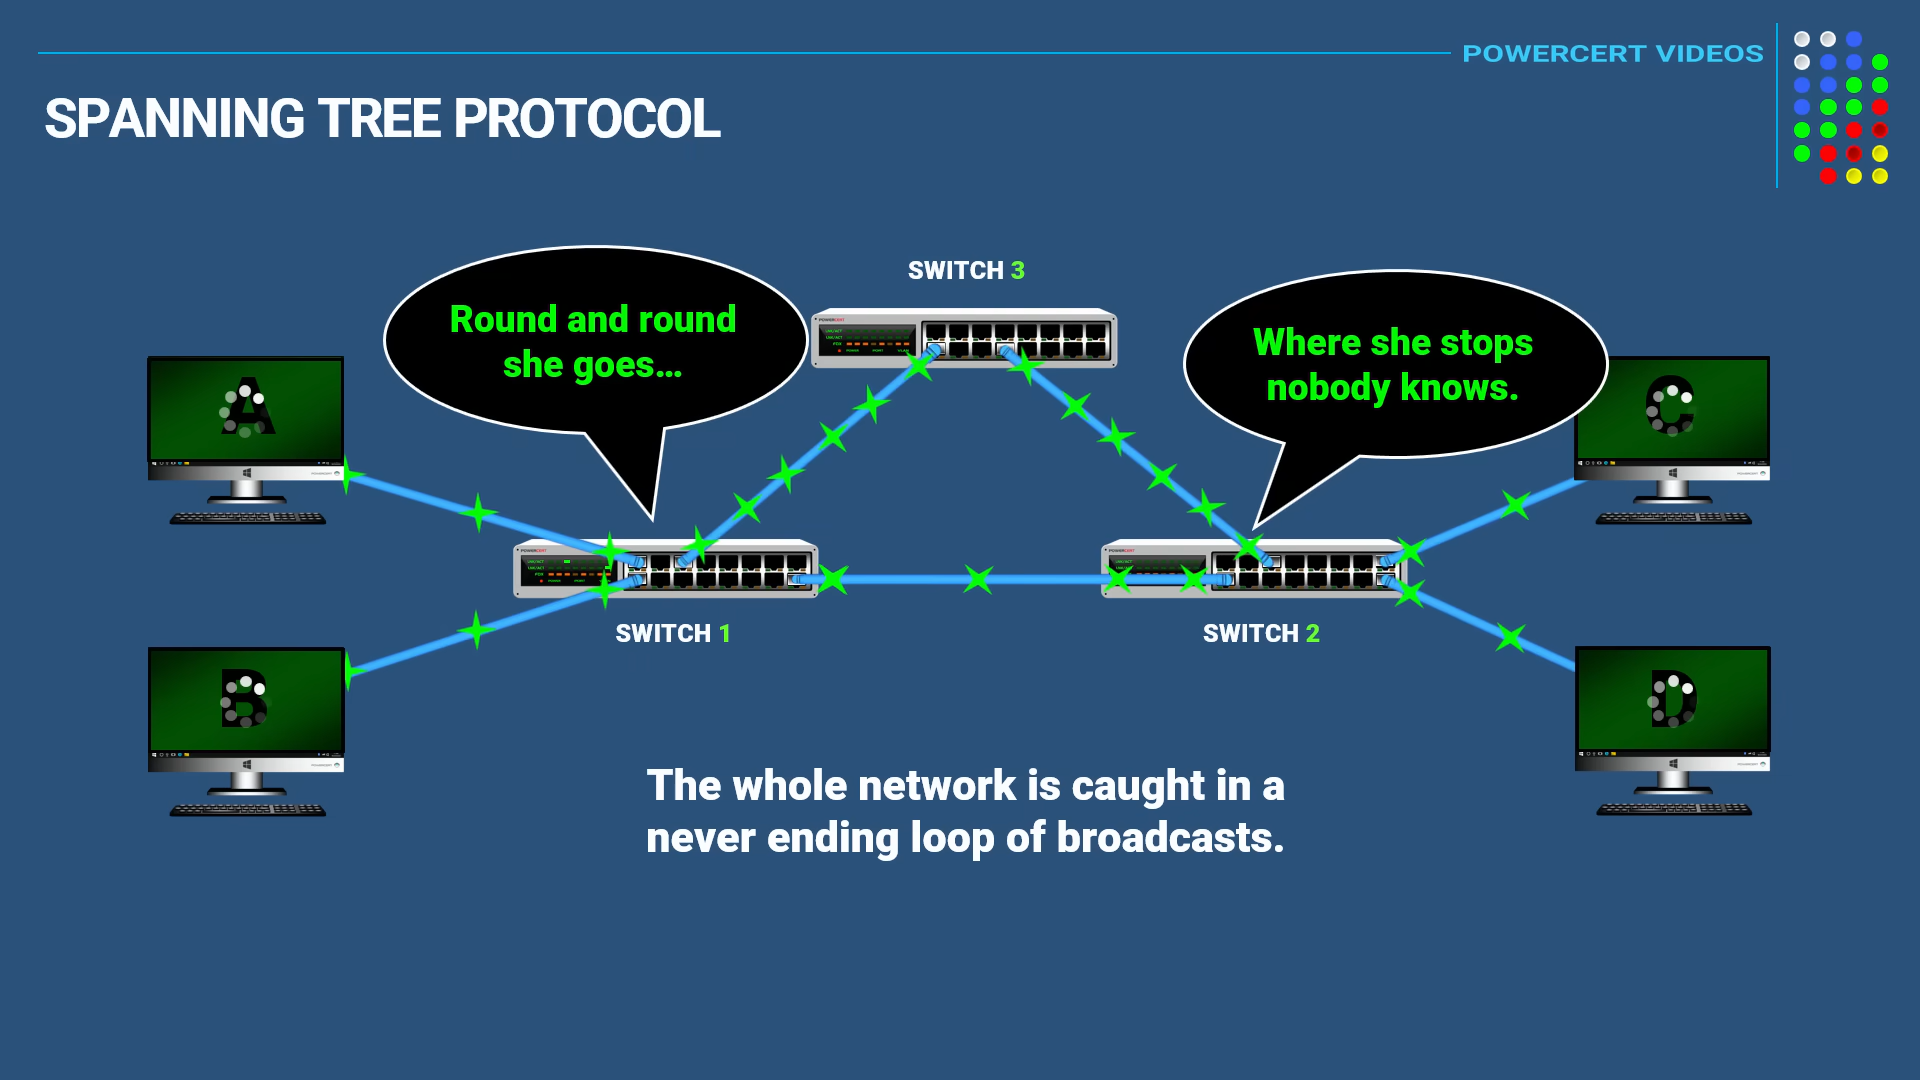 POWERCERT VIDEOS
SPANNING TREE PROTOCOL
SWITCH 3
Round and round
she goes...
Where she stops
nobody knows.
A
C
SWITCH 1
SWITCH 2
B
D
The whole network is caught in a
never ending loop of broadcasts.